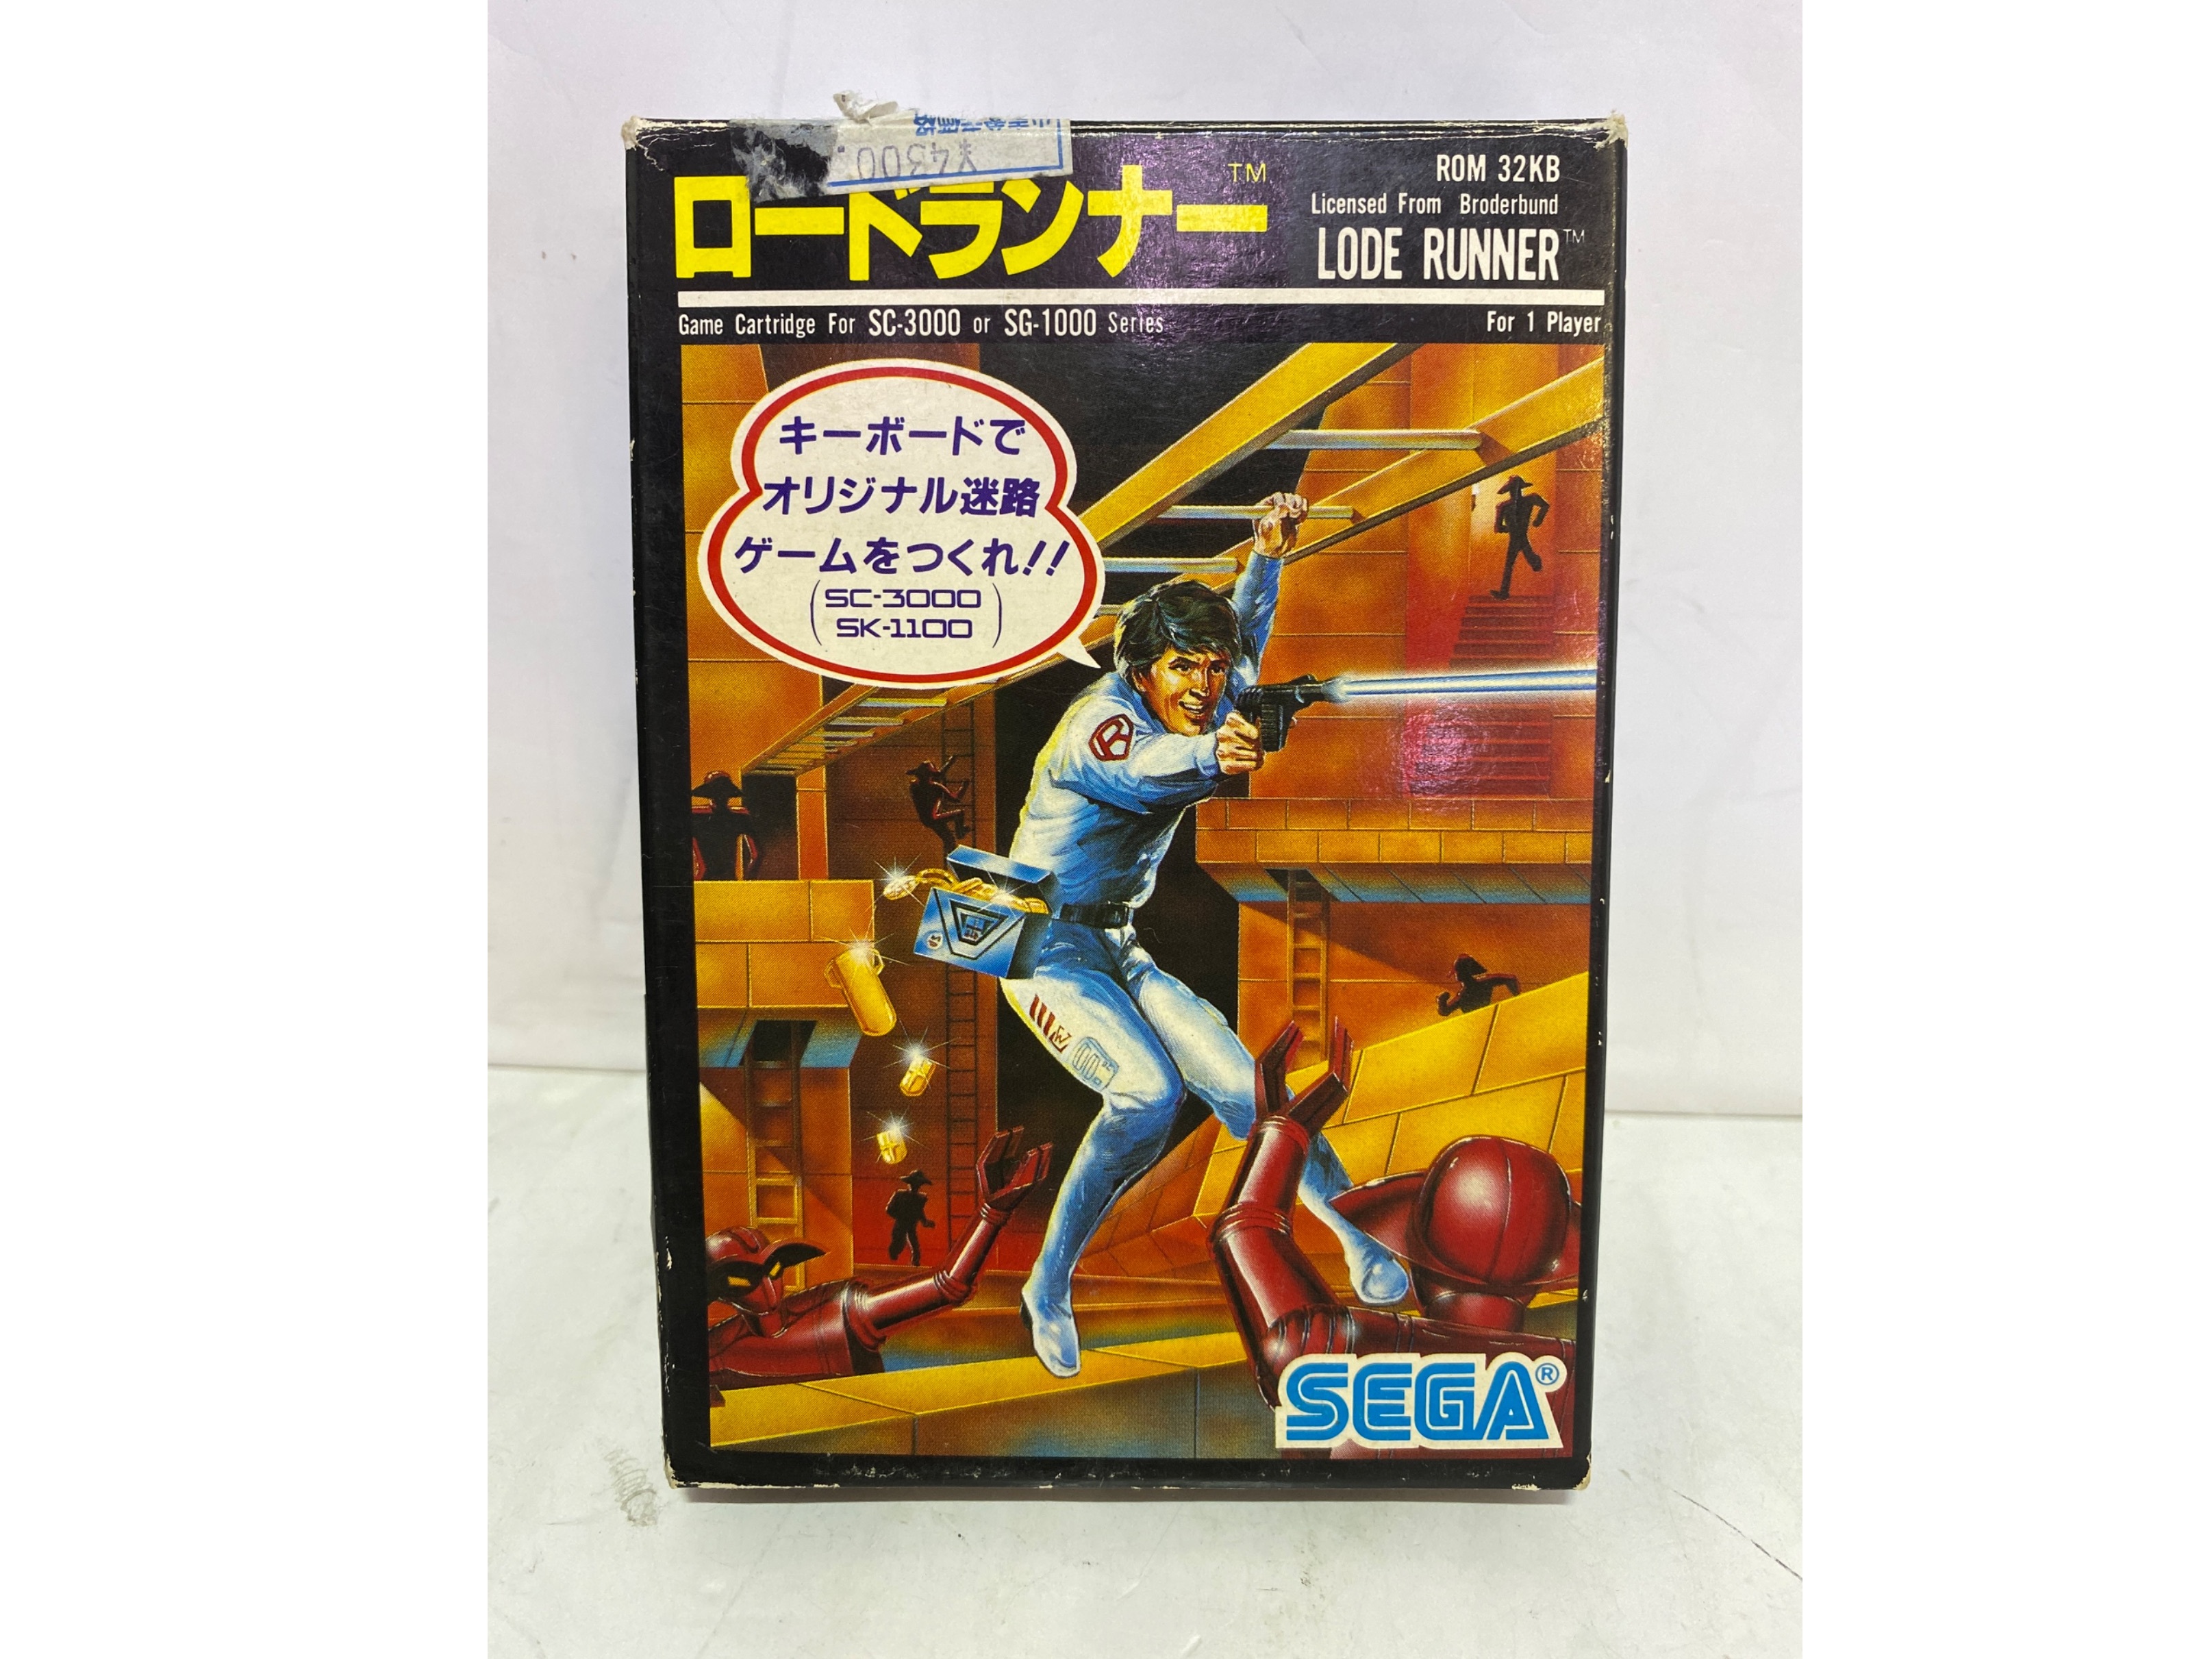 ¥4300
ロードランナー™
ROM 32KB
Licensed From Broderbund
LODE RUNNER™
Game Cartridge For SC-3000 or SG-1000 Series
For 1 Player
キーボードで
オリジナル迷路
ゲームをつくれ!!
(SC-3000
SK-1100)
R
SEGA®